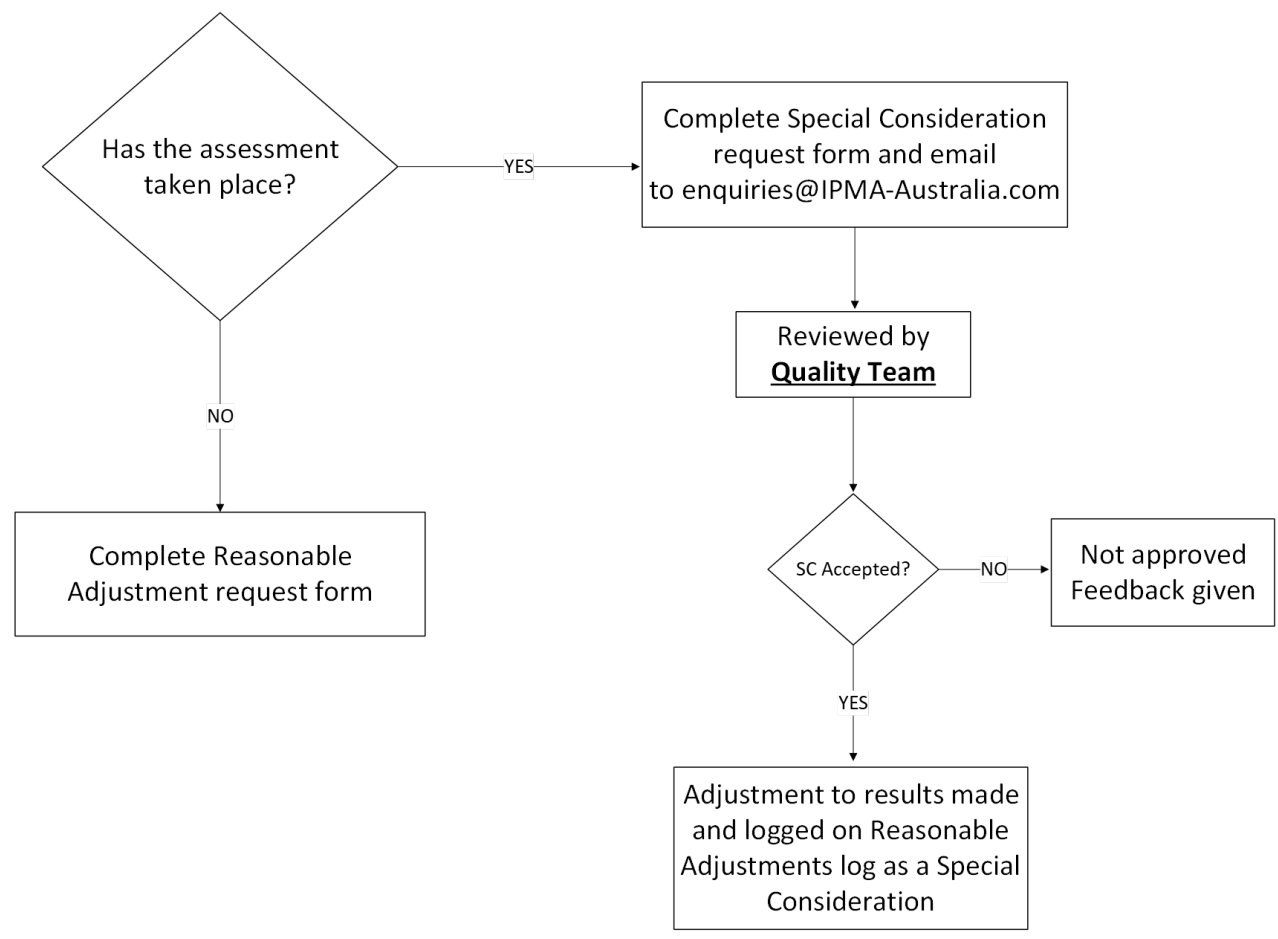 Has the assessment
taken place?
YES
Complete Special Consideration
request form and email
to enquiries@IPMA-Australia.com
Reviewed by
Quality Team
NO
Complete Reasonable
Adjustment request form
SC Accepted?
NO
Not approved
Feedback given
YES
Adjustment to results made
and logged on Reasonable
Adjustments log as a Special
Consideration